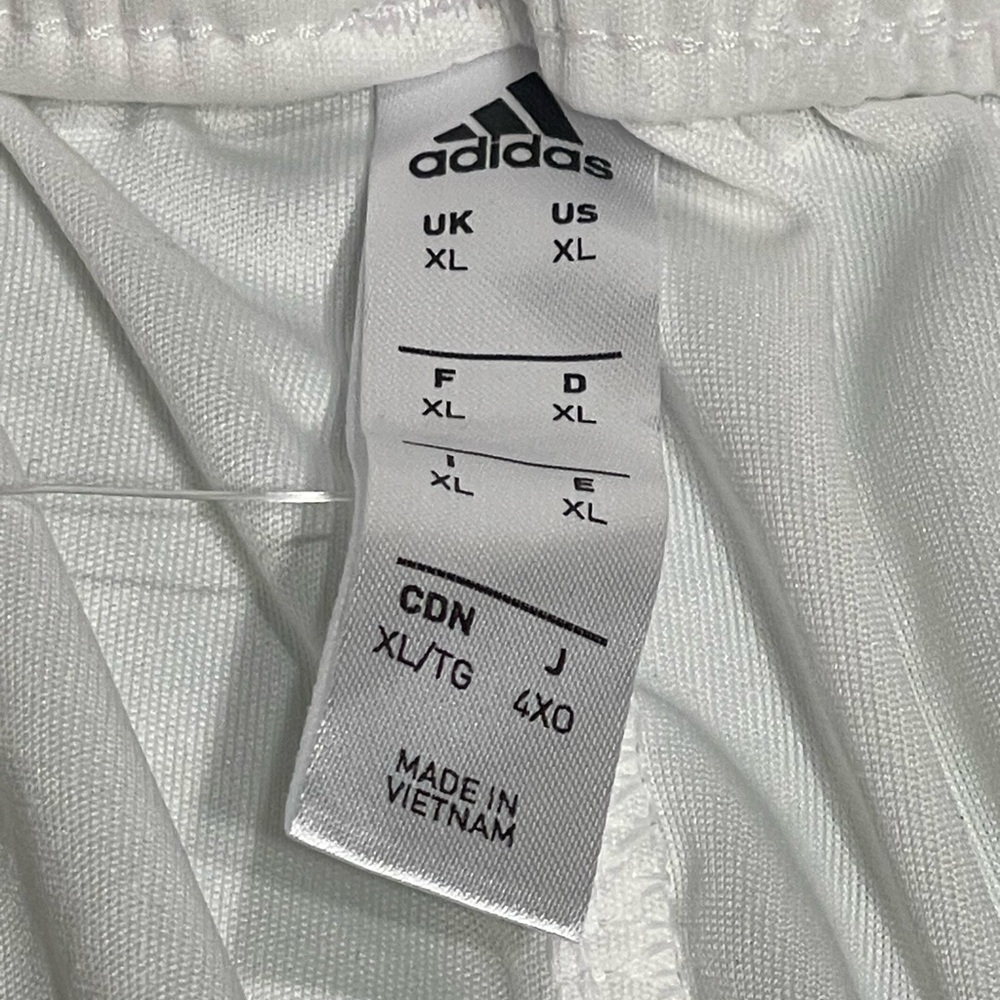 adidas
UK US
XL XL
F D
XL XL
I E
XL XL
CDN J
XL/TG 4XO
MADE IN
VIETNAM